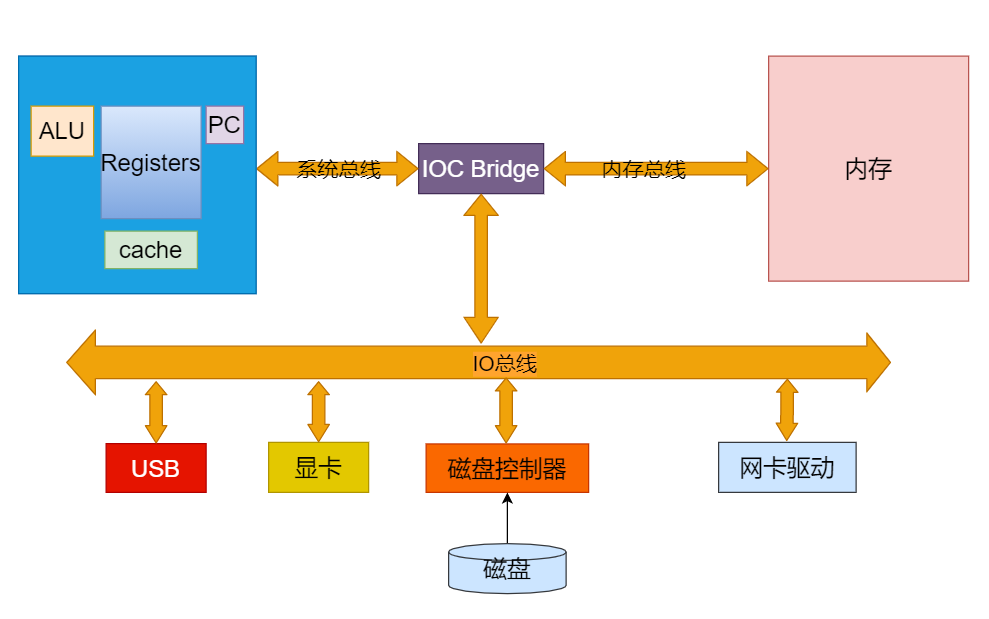 ALU
Registers
PC
cache
系统总线
IOC Bridge
内存总线
内存
IO总线
USB
显卡
磁盘控制器
网卡驱动
磁盘